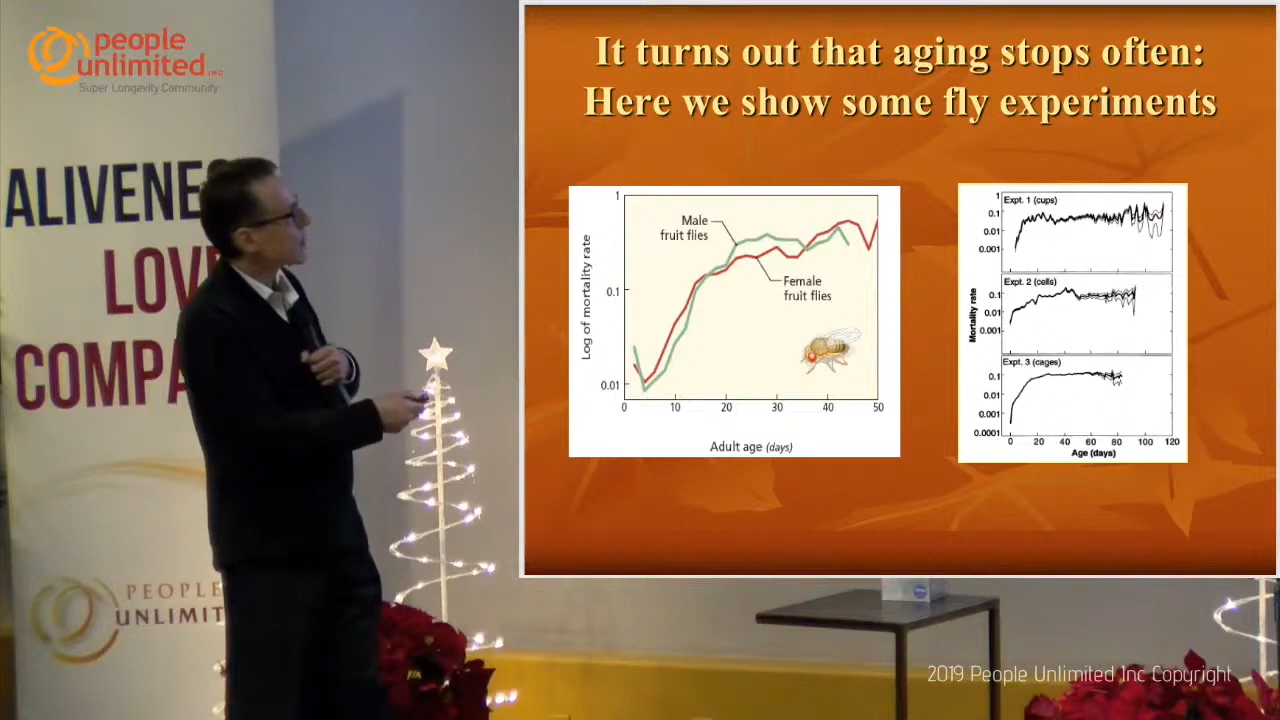 people
unlimited INC
Super Longevity Community
ALIVENES
LOV
COMPA
PEOPLE
UNLIMIT
It turns out that aging stops often:
Here we show some fly experiments
Log of mortality rate
1
0.1
0.01
Male
fruit flies
Female
fruit flies
0 10 20 30 40 50
Adult age (days)
Mortality rate
Expt. 1 (cups)
1
0.1
0.01
0.001
Expt. 2 (cells)
0.1
0.01
0.001
Expt. 3 (cages)
0.1
0.01
0.001
0.0001
0 20 40 60 80 100 120
Age (days)
2019 People Unlimited Inc Copyright